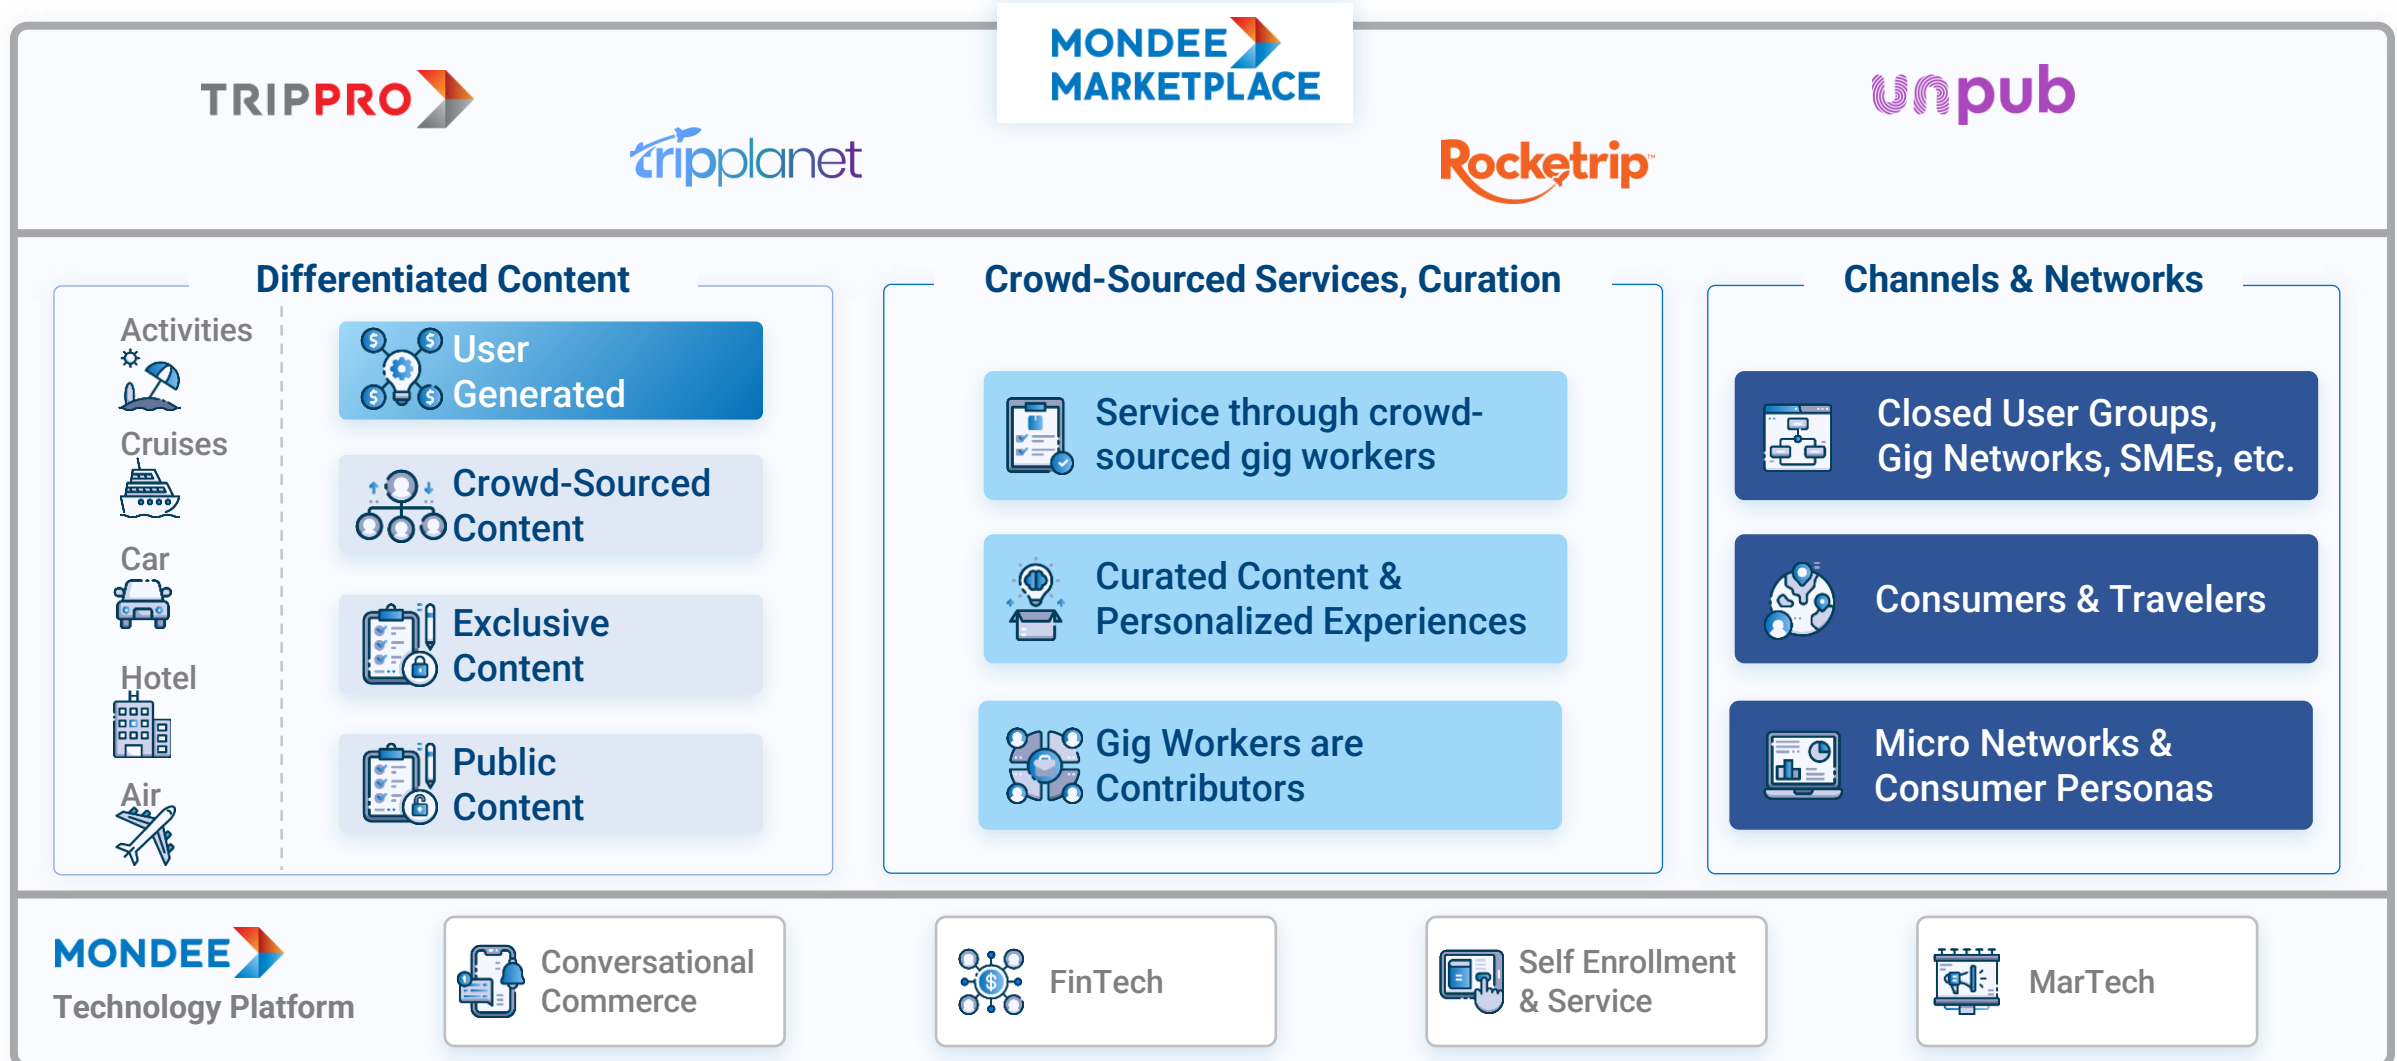 MONDEE
MARKETPLACE
TRIPPRO
tripplanet
Rocketrip™
unpub
Differentiated Content
Activities
Cruises
Car
Hotel
Air
User
Generated
Crowd-Sourced
Content
Exclusive
Content
Public
Content
Crowd-Sourced Services, Curation
Service through crowd-
sourced gig workers
Curated Content &
Personalized Experiences
Gig Workers are
Contributors
Channels & Networks
Closed User Groups,
Gig Networks, SMEs, etc.
Consumers & Travelers
Micro Networks &
Consumer Personas
MONDEE
Technology Platform
Conversational
Commerce
FinTech
Self Enrollment
& Service
MarTech